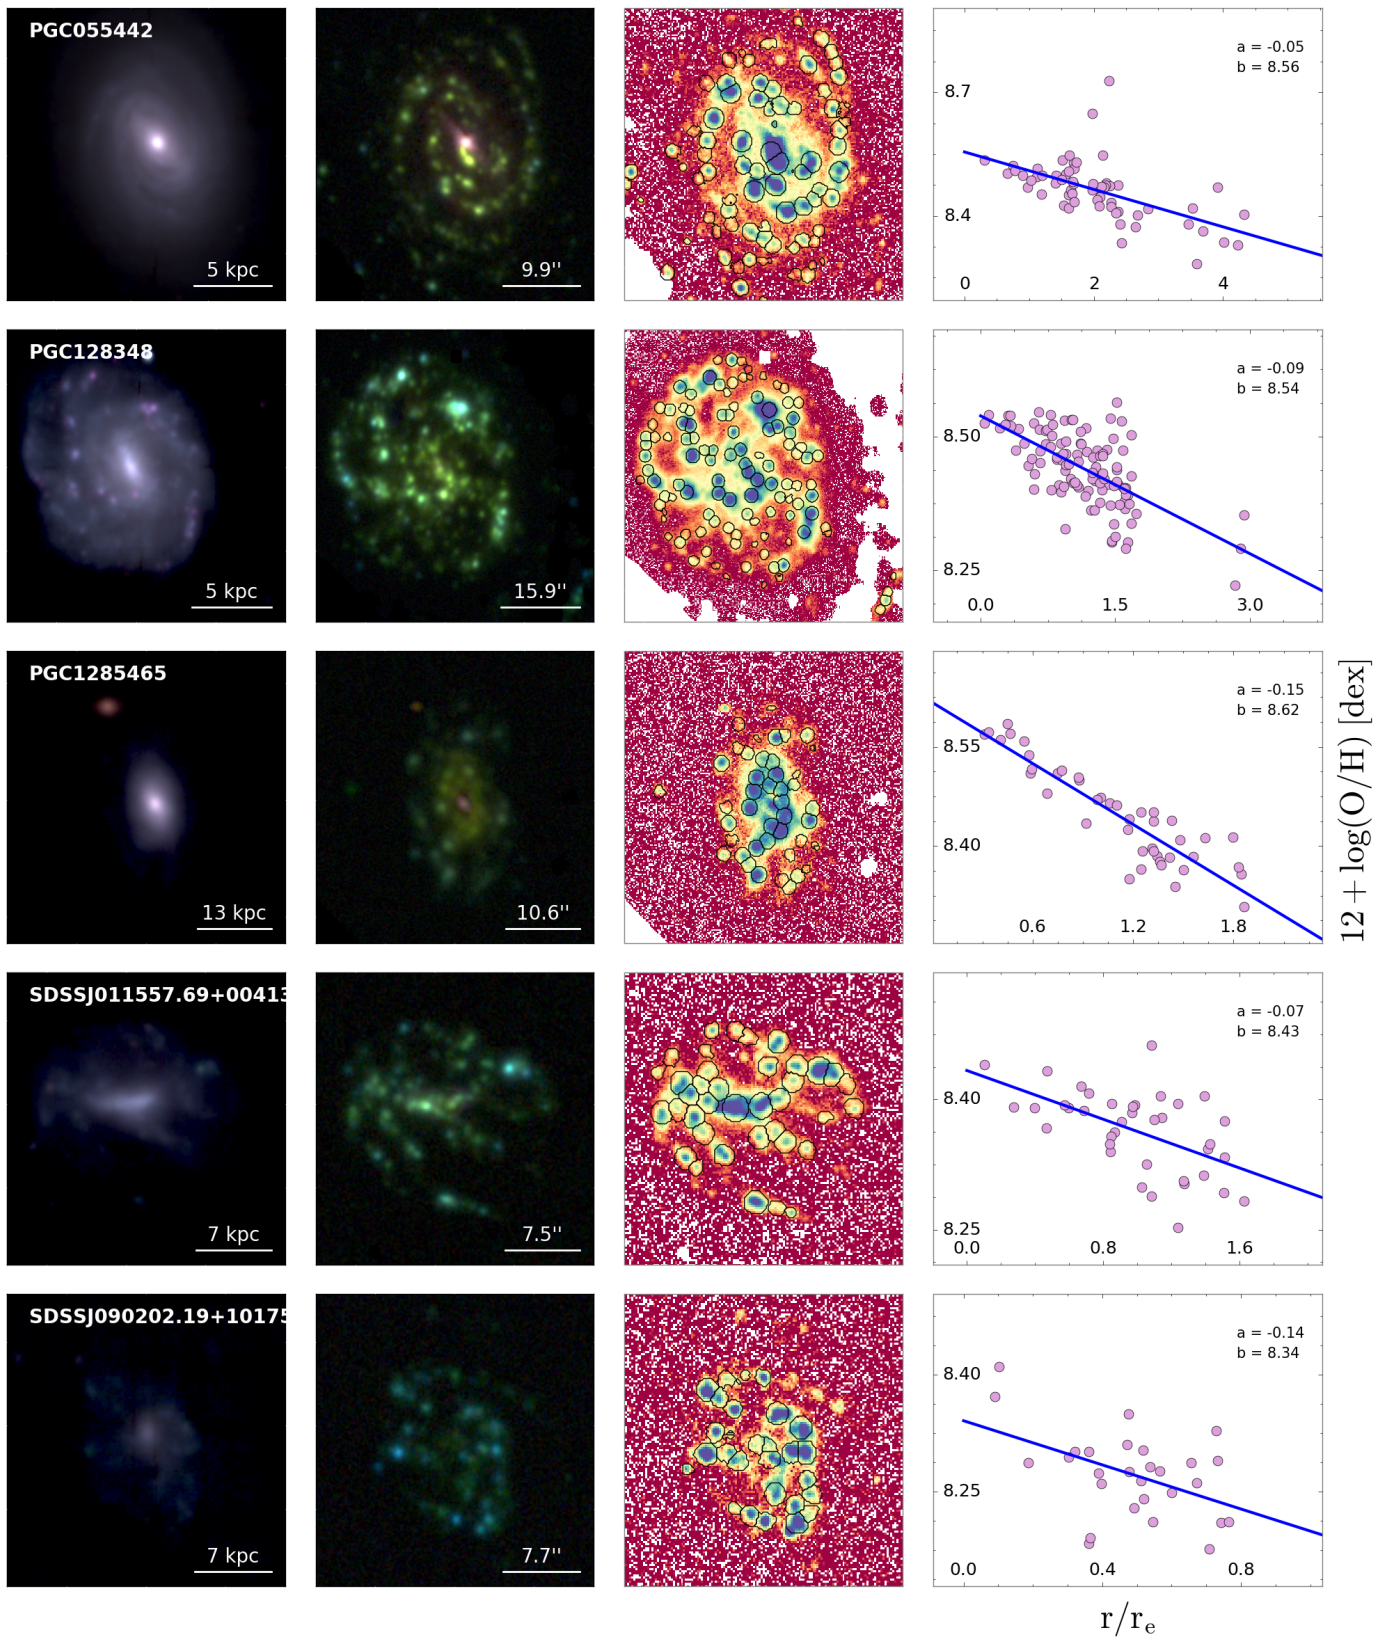 PGC055442
5 kpc
9.9''
a = -0.05
b = 8.56
8.7
8.4
0 2 4
PGC128348
5 kpc
15.9''
a = -0.09
b = 8.54
8.50
8.25
0.0 1.5 3.0
PGC1285465
13 kpc
10.6''
a = -0.15
b = 8.62
8.55
8.40
0.6 1.2 1.8
12 + log(O/H) [dex]
SDSSJ011557.69+00413
7 kpc
7.5''
a = -0.07
b = 8.43
8.40
8.25
0.0 0.8 1.6
SDSSJ090202.19+10175
7 kpc
7.7''
a = -0.14
b = 8.34
8.40
8.25
0.0 0.4 0.8
r/rₑ